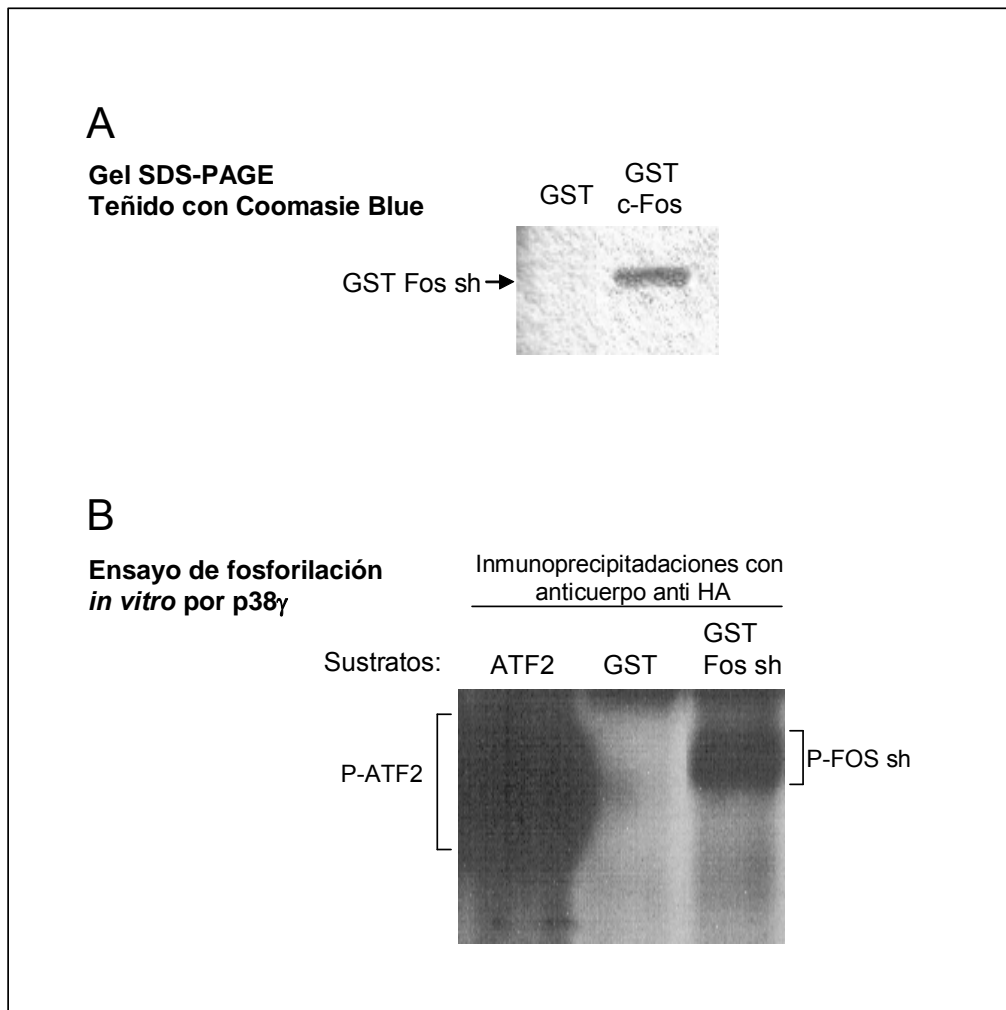 A
Gel SDS-PAGE
Teñido con Coomasie Blue
GST
GST
c-Fos
GST Fos sh
B
Ensayo de fosforilación
in vitro por p38γ
Inmunoprecipitadaciones con
anticuerpo anti HA
Sustratos:
ATF2
GST
GST
Fos sh
P-ATF2
P-FOS sh